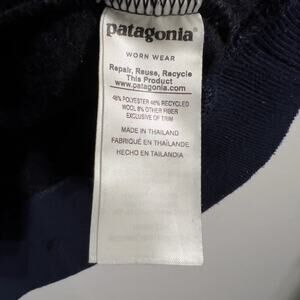 patagonia®
WORN WEAR
Repair, Reuse, Recycle
This Product
www.patagonia.com
46% POLYESTER 46% RECYCLED
WOOL 8% OTHER FIBER
EXCLUSIVE OF TRIM
MADE IN THAILAND
FABRIQUÉ EN THAÏLANDE
HECHO EN TAILANDIA